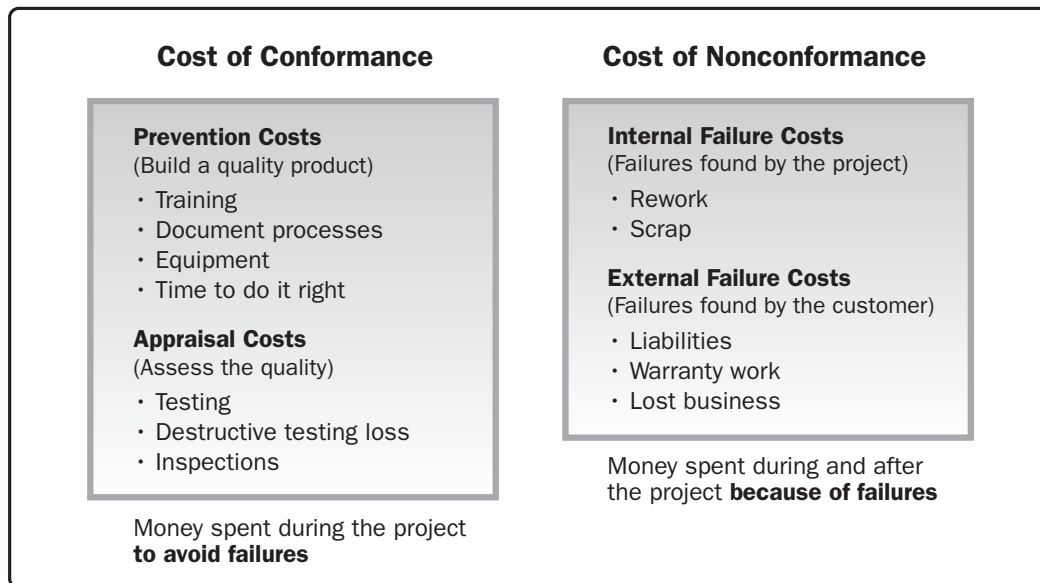 Cost of Conformance
Prevention Costs
(Build a quality product)
· Training
· Document processes
· Equipment
· Time to do it right
Appraisal Costs
(Assess the quality)
· Testing
· Destructive testing loss
· Inspections
Money spent during the project
to avoid failures
Cost of Nonconformance
Internal Failure Costs
(Failures found by the project)
· Rework
· Scrap
External Failure Costs
(Failures found by the customer)
· Liabilities
· Warranty work
· Lost business
Money spent during and after
the project because of failures